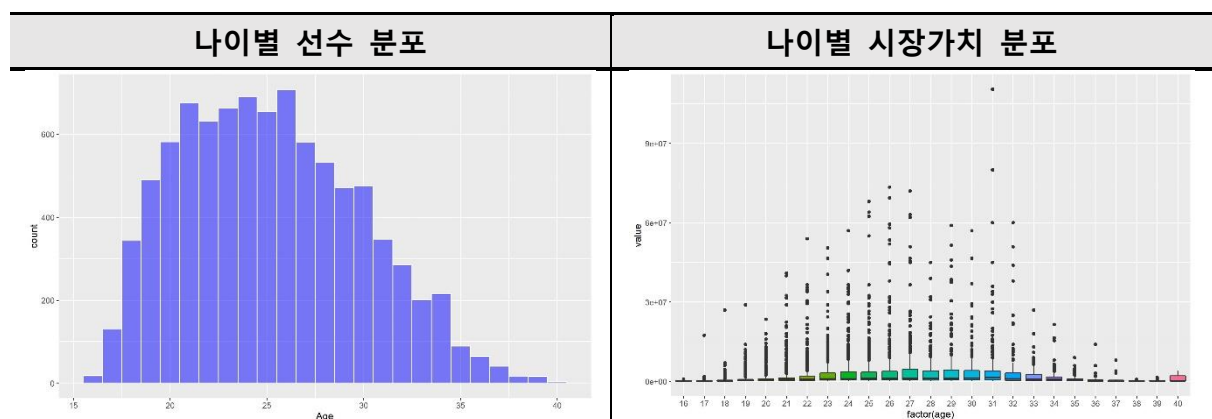 나이별 선수 분포
나이별 시장가치 분포
600
400
200
0
count
15
20
25
30
35
40
Age
9e+07
6e+07
3e+07
0e+00
value
16 17 18 19 20 21 22 23 24 25 26 27 28 29 30 31 32 33 34 35 36 37 38 39 40
factor(age)